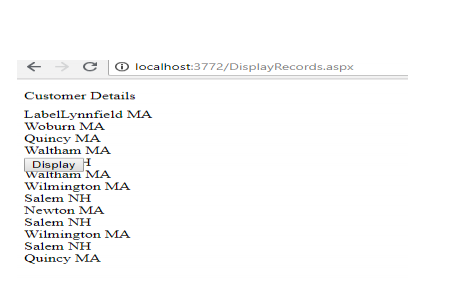 localhost:3772/DisplayRecords.aspx
Customer Details
LabelLynnfield MA
Woburn MA
Quincy MA
Waltham MA
Display H
Waltham MA
Wilmington MA
Salem NH
Newton MA
Salem NH
Wilmington MA
Salem NH
Quincy MA